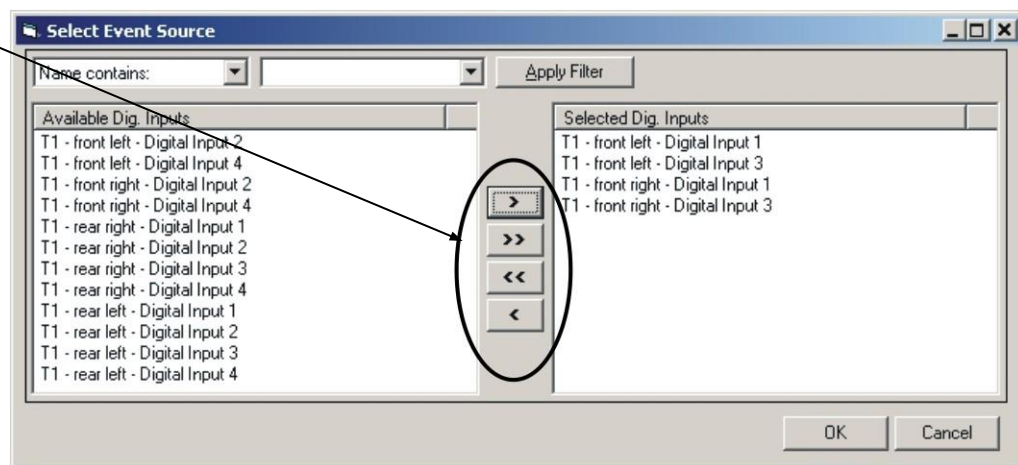 Select Event Source
Name contains:
Apply Filter
Available Dig. Inputs
T1 - front left - Digital Input 2
T1 - front left - Digital Input 4
T1 - front right - Digital Input 2
T1 - front right - Digital Input 4
T1 - rear right - Digital Input 1
T1 - rear right - Digital Input 2
T1 - rear right - Digital Input 3
T1 - rear right - Digital Input 4
T1 - rear left - Digital Input 1
T1 - rear left - Digital Input 2
T1 - rear left - Digital Input 3
T1 - rear left - Digital Input 4
>
>>
<<
<
Selected Dig. Inputs
T1 - front left - Digital Input 1
T1 - front left - Digital Input 3
T1 - front right - Digital Input 1
T1 - front right - Digital Input 3
OK
Cancel